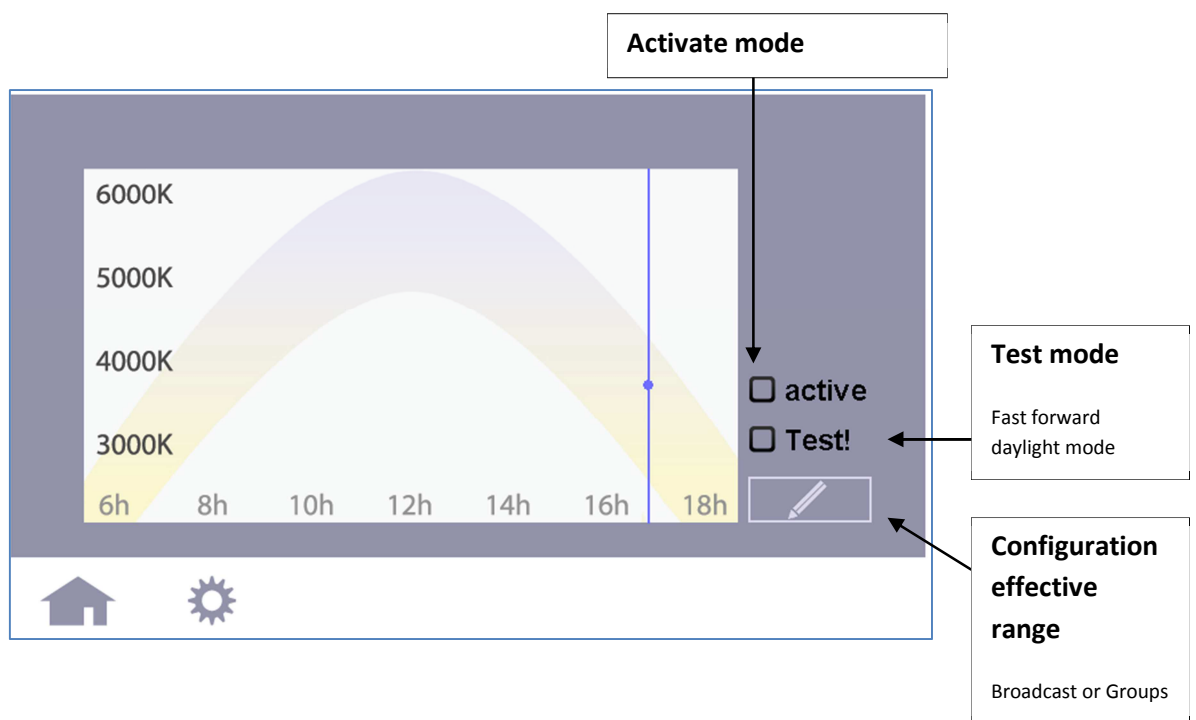 Activate mode
6000K
5000K
4000K
3000K
6h 8h 10h 12h 14h 16h 18h
active
Test!
Test mode
Fast forward
daylight mode
Configuration
effective
range
Broadcast or Groups